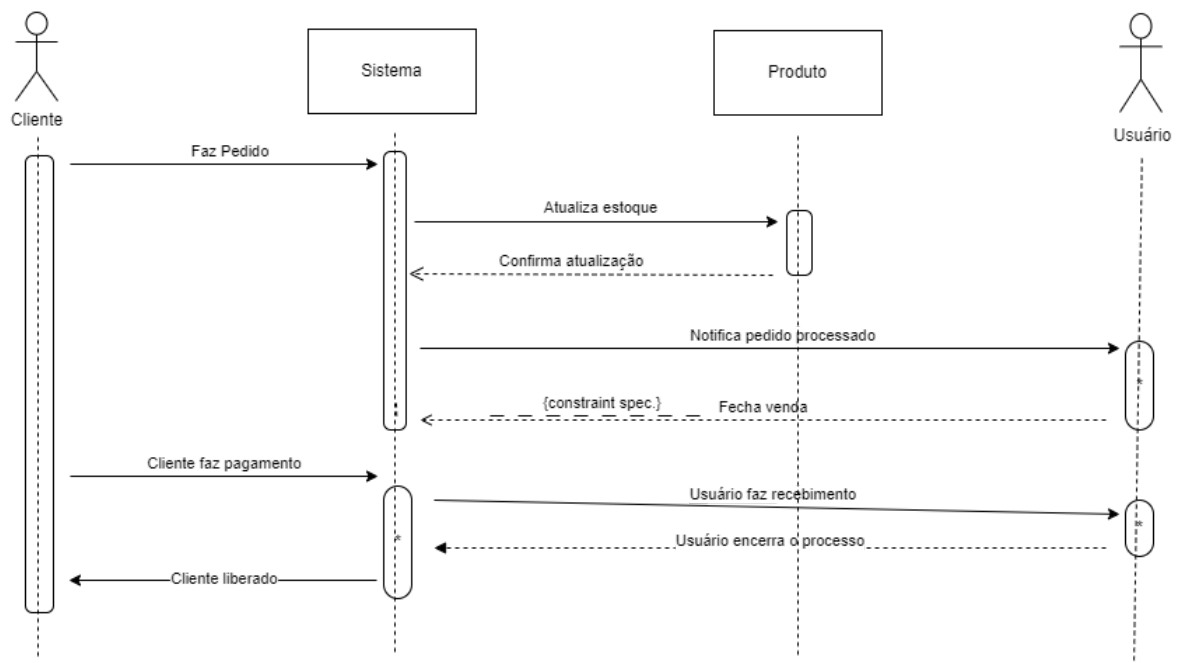 Cliente
Sistema
Produto
Usuário
Faz Pedido
Atualiza estoque
Confirma atualização
Notifica pedido processado
{constraint spec.}
Fecha venda
*
Cliente faz pagamento
Usuário faz recebimento
*
*
Usuário encerra o processo
Cliente liberado